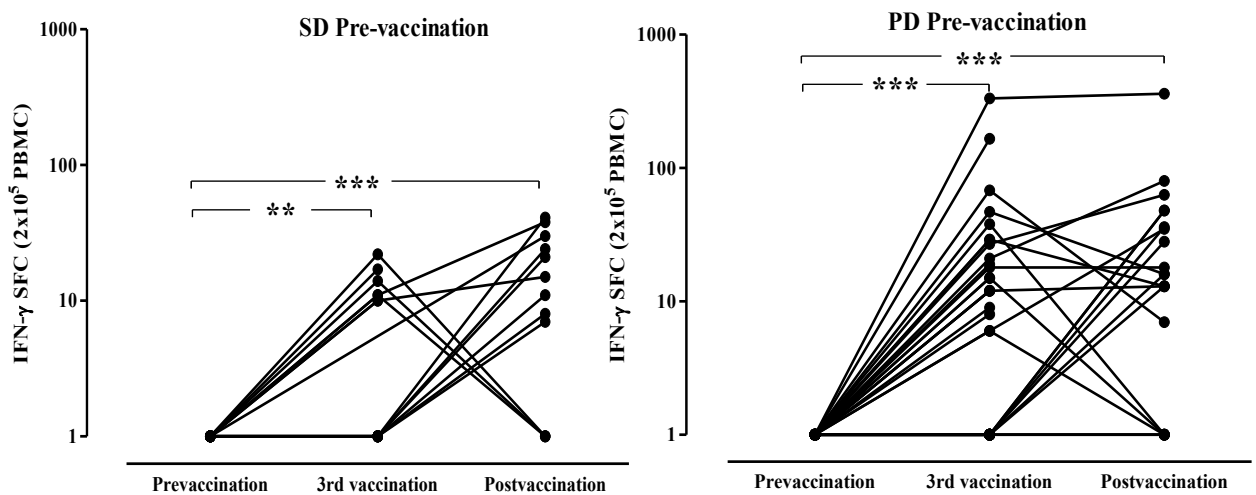 SD Pre-vaccination
IFN-γ SFC (2x10⁵ PBMC)
1000
100
10
1
***
**
Prevaccination 3rd vaccination Postvaccination
PD Pre-vaccination
IFN-γ SFC (2x10⁵ PBMC)
1000
100
10
1
***
***
Prevaccination 3rd vaccination Postvaccination